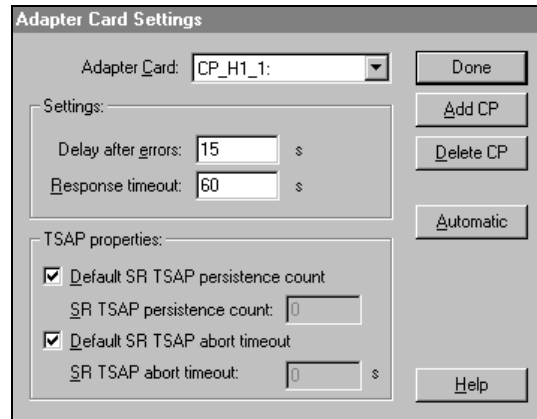 Adapter Card Settings
Adapter Card: CP_H1_1: Done
Settings: Add CP
Delay after errors: 15 s Delete CP
Response timeout: 60 s
Automatic
TSAP properties:
Default SR TSAP persistence count
SR TSAP persistence count: 0
Default SR TSAP abort timeout
SR TSAP abort timeout: 0 s
Help